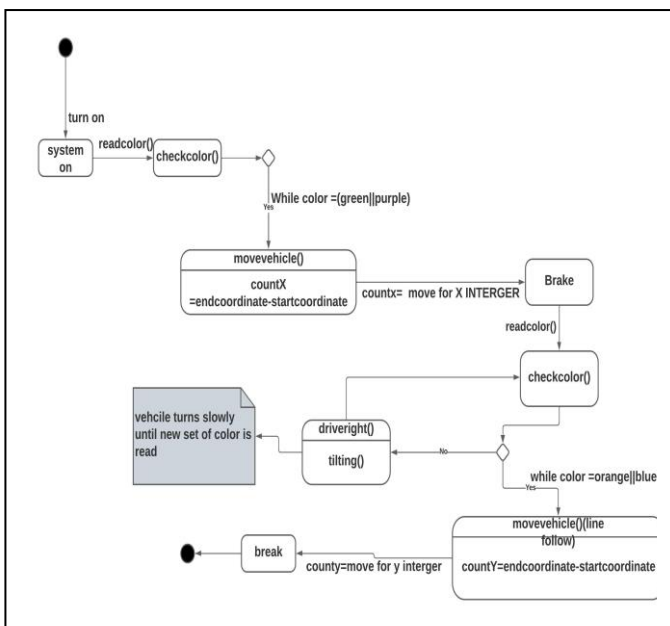 turn on
system
on
readcolor()
checkcolor()
While color =(green||purple)
Yes
movevehicle()
countX
=endcoordinate-startcoordinate
countx=  move for X INTERGER
Brake
readcolor()
checkcolor()
vehcile turns slowly
until new set of color is
read
driveright()
tilting()
No
while color =orange||blue
Yes
movevehicle()(line
follow)
countY=endcoordinate-startcoordinate
break
county=move for y interger